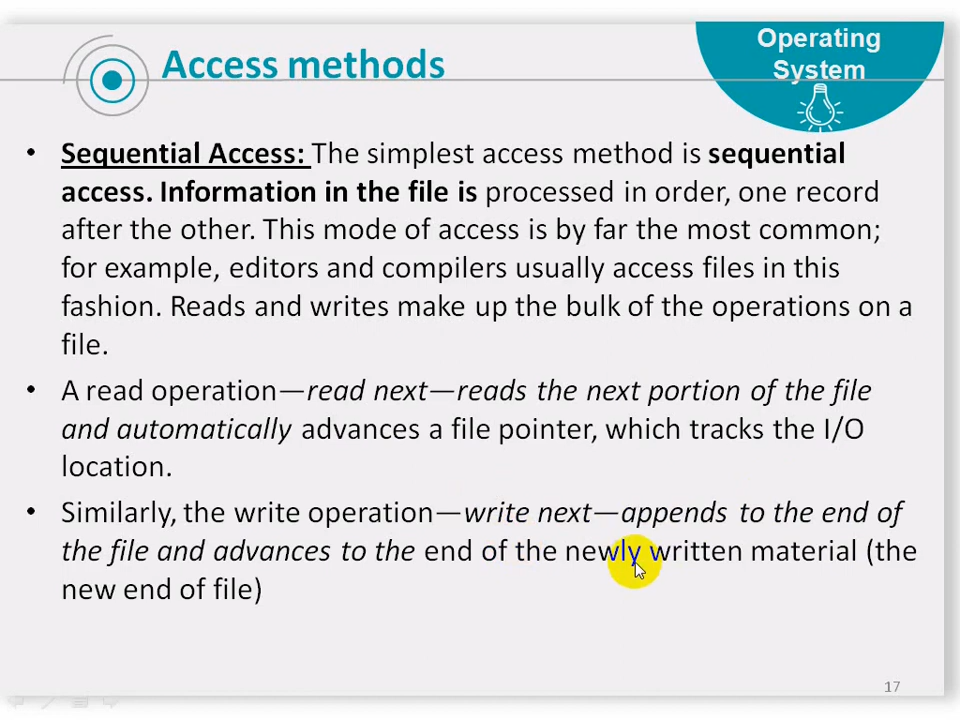 Access methods
Operating
System
• Sequential Access: The simplest access method is sequential
access. Information in the file is processed in order, one record
after the other. This mode of access is by far the most common;
for example, editors and compilers usually access files in this
fashion. Reads and writes make up the bulk of the operations on a
file.
• A read operation—read next—reads the next portion of the file
and automatically advances a file pointer, which tracks the I/O
location.
• Similarly, the write operation—write next—appends to the end of
the file and advances to the end of the newly written material (the
new end of file)
17